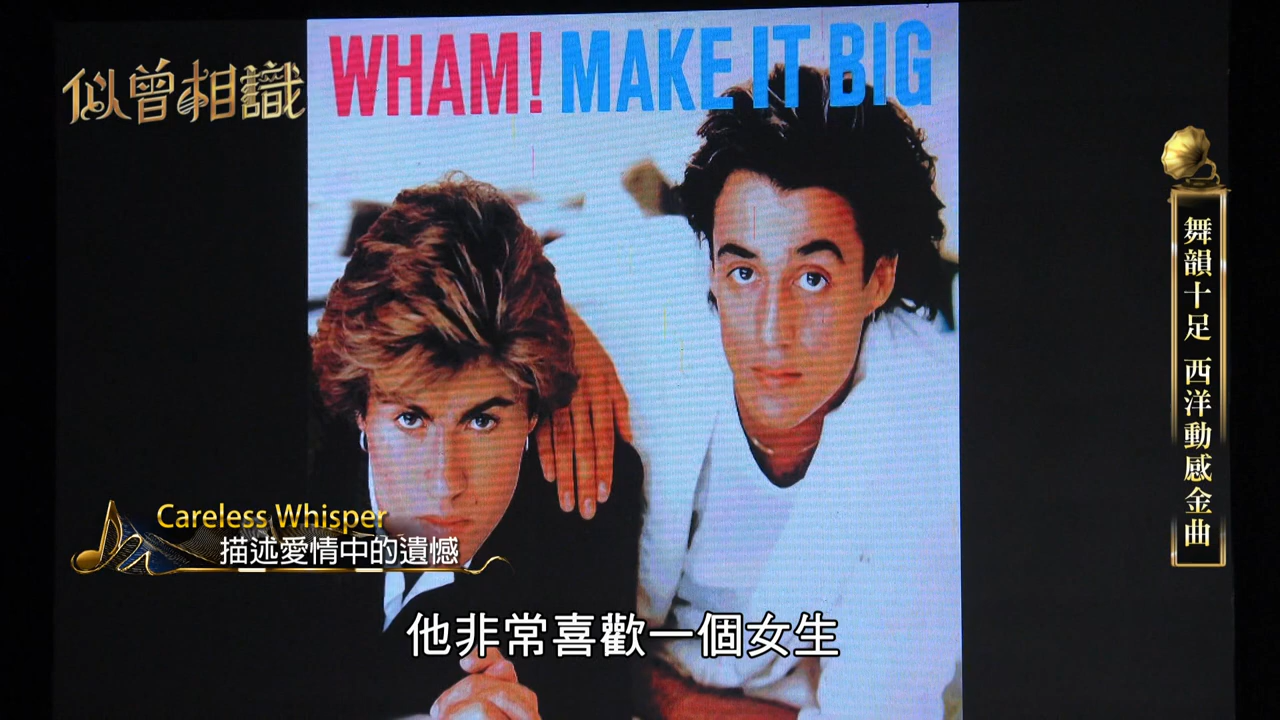 似曾相識
WHAM! MAKE IT BIG
舞韻十足 西洋動感金曲
Careless Whisper
描述愛情中的遺憾
他非常喜歡一個女生